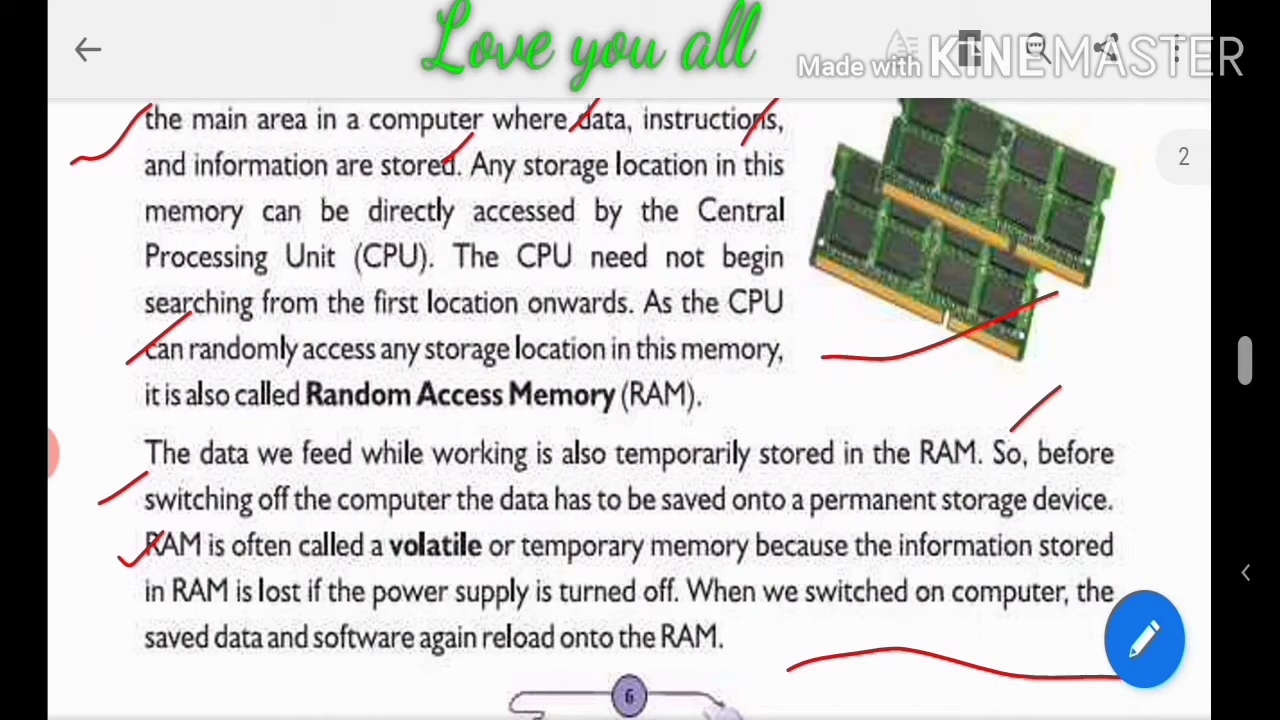 Love you all
Made with KINEMASTER
the main area in a computer where data, instructions,
and information are stored. Any storage location in this
memory can be directly accessed by the Central
Processing Unit (CPU). The CPU need not begin
searching from the first location onwards. As the CPU
can randomly access any storage location in this memory,
it is also called Random Access Memory (RAM).
2
The data we feed while working is also temporarily stored in the RAM. So, before
switching off the computer the data has to be saved onto a permanent storage device.
RAM is often called a volatile or temporary memory because the information stored
in RAM is lost if the power supply is turned off. When we switched on computer, the
saved data and software again reload onto the RAM.
6